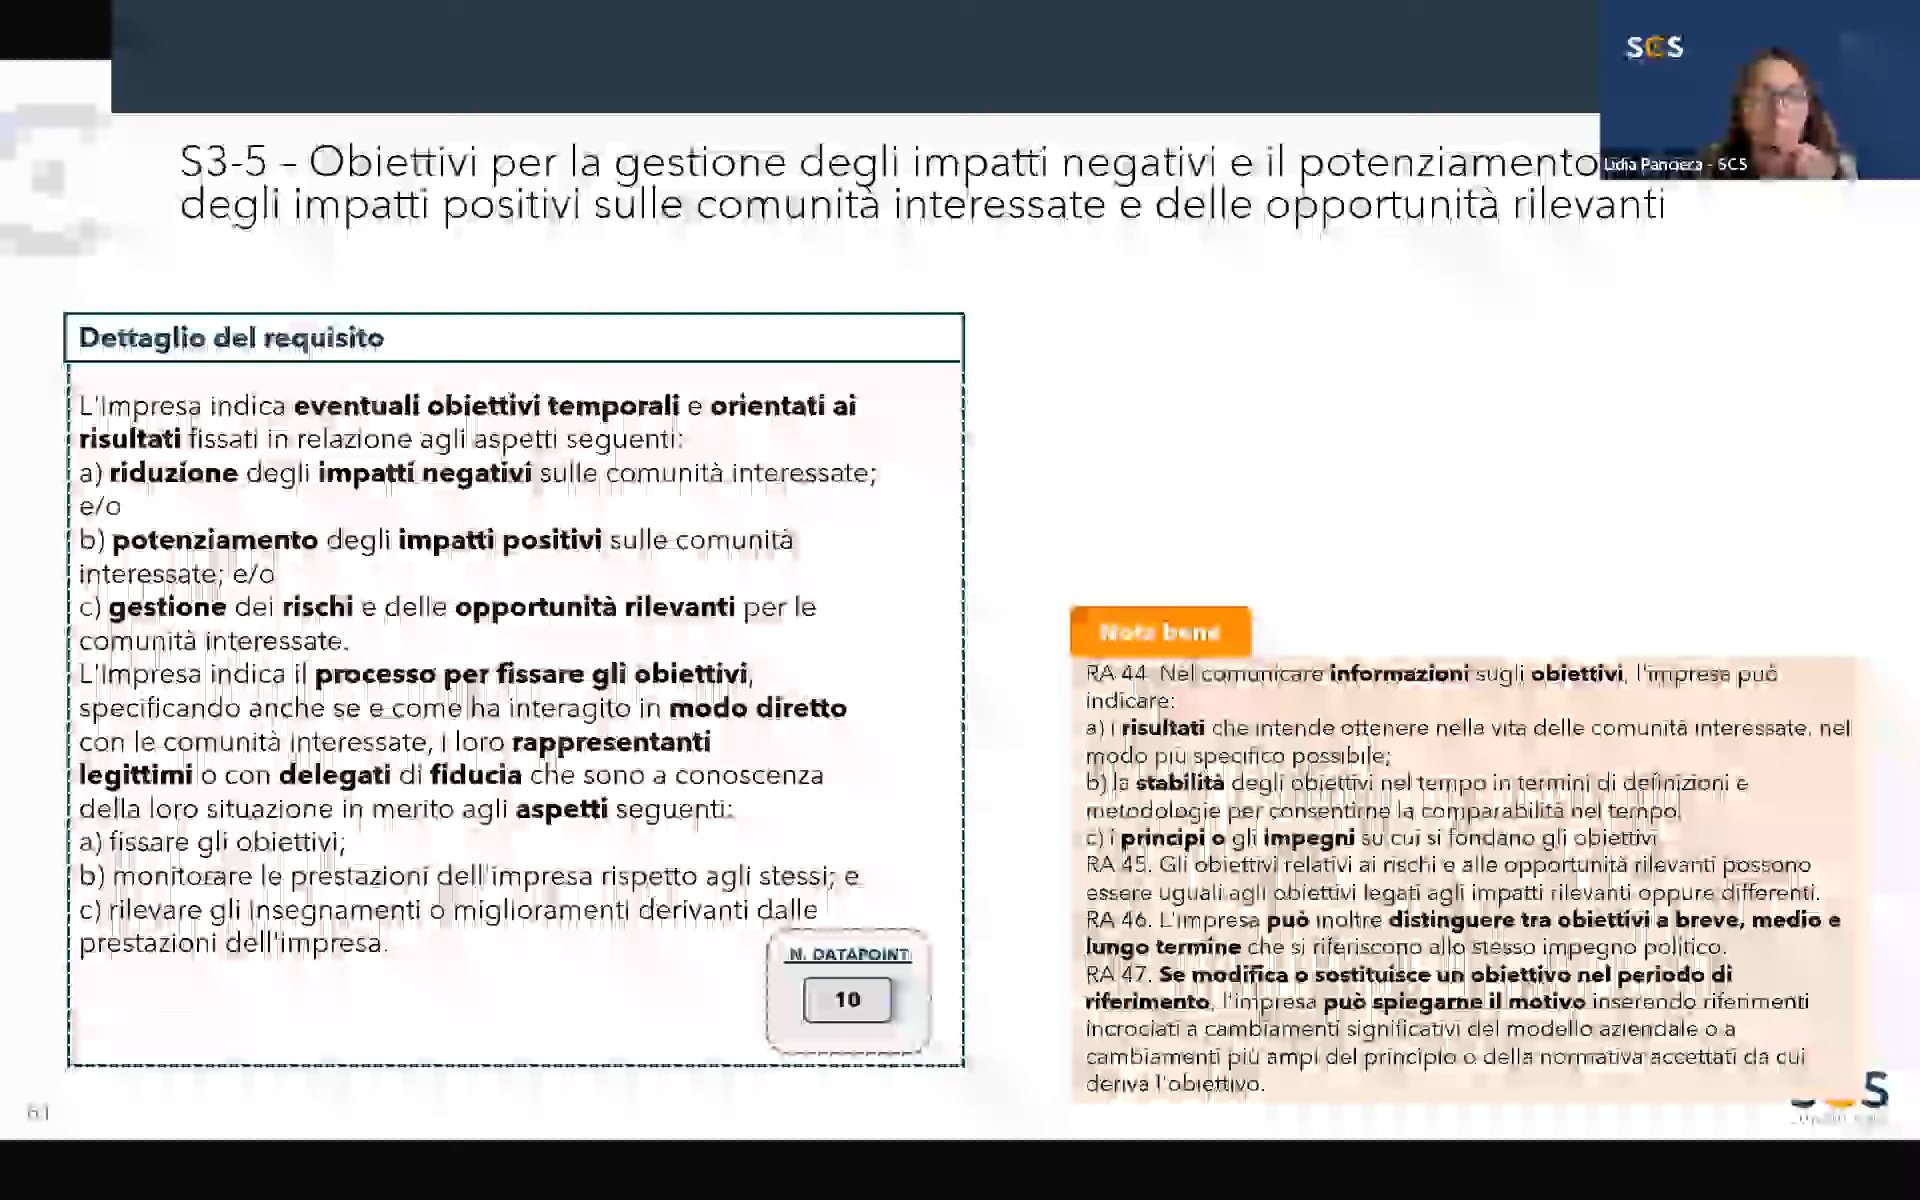 SCS
Lidia Panciera - SCS
S3-5 – Obiettivi per la gestione degli impatti negativi e il potenziamento
degli impatti positivi sulle comunità interessate e delle opportunità rilevanti
Dettaglio del requisito
L'Impresa indica eventuali obiettivi temporali e orientati ai
risultati fissati in relazione agli aspetti seguenti:
a) riduzione degli impatti negativi sulle comunità interessate;
e/o
b) potenziamento degli impatti positivi sulle comunità
interessate; e/o
c) gestione dei rischi e delle opportunità rilevanti per le
comunità interessate.
L'Impresa indica il processo per fissare gli obiettivi,
specificando anche se e come ha interagito in modo diretto
con le comunità interessate, i loro rappresentanti
legittimi o con delegati di fiducia che sono a conoscenza
della loro situazione in merito agli aspetti seguenti:
a) fissare gli obiettivi;
b) monitorare le prestazioni dell'impresa rispetto agli stessi; e
c) rilevare gli insegnamenti o miglioramenti derivanti dalle
prestazioni dell'impresa.
N. DATAPOINT
10
Nota bene
RA 44. Nel comunicare informazioni sugli obiettivi, l'impresa può
indicare:
a) i risultati che intende ottenere nella vita delle comunità interessate, nel
modo più specifico possibile;
b) la stabilità degli obiettivi nel tempo in termini di definizioni e
metodologie per consentirne la comparabilità nel tempo;
c) i principi o gli impegni su cui si fondano gli obiettivi
RA 45. Gli obiettivi relativi ai rischi e alle opportunità rilevanti possono
essere uguali agli obiettivi legati agli impatti rilevanti oppure differenti.
RA 46. L'impresa può inoltre distinguere tra obiettivi a breve, medio e
lungo termine che si riferiscono allo stesso impegno politico.
RA 47. Se modifica o sostituisce un obiettivo nel periodo di
riferimento, l'impresa può spiegarne il motivo inserendo riferimenti
incrociati a cambiamenti significativi del modello aziendale o a
cambiamenti più ampi del principio o della normativa accettati da cui
deriva l'obiettivo.
61
SCS